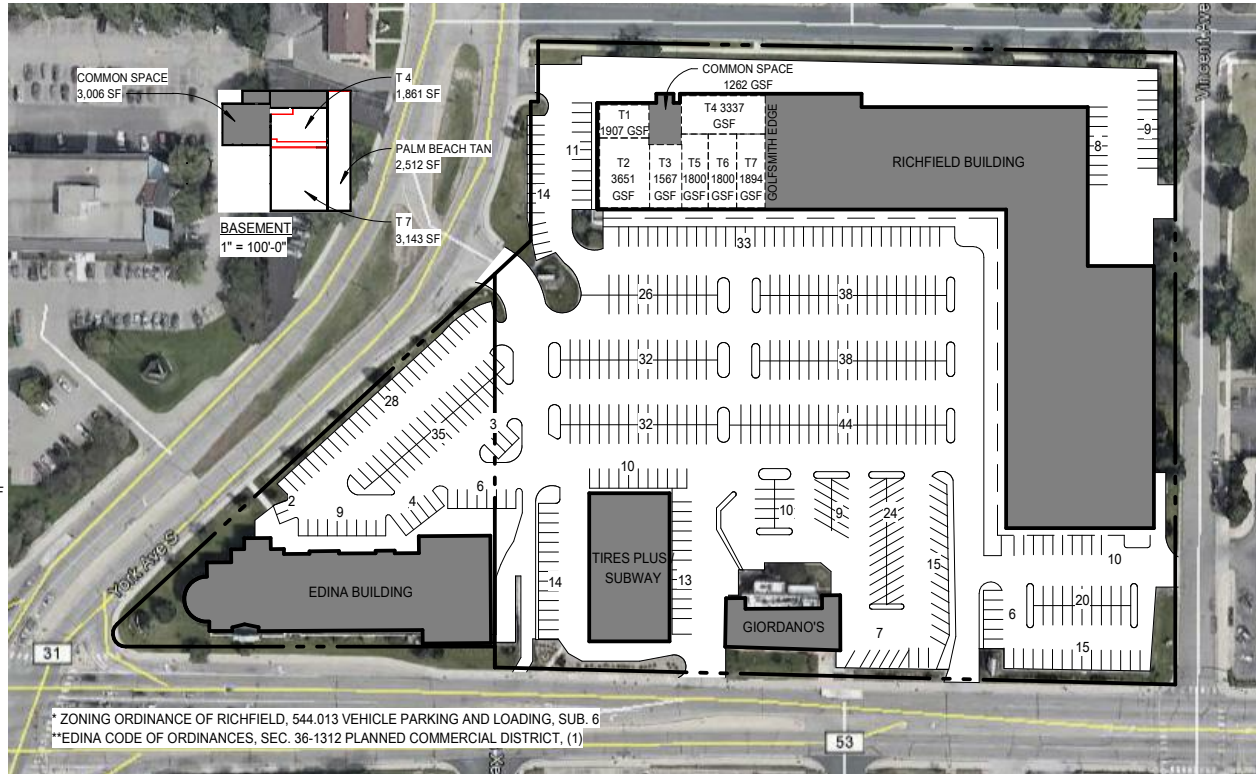 COMMON SPACE
3,006 SF
T 4
1,861 SF
PALM BEACH TAN
2,512 SF
T 7
3,143 SF
BASEMENT
1" = 100'-0"
COMMON SPACE
1262 GSF
T1
1907 GSF
T4 3337
GSF
T2
3651
GSF
T3
1567
GSF
T5
1800
GSF
T6
1800
GSF
T7
1894
GSF
GOLFSMITH EDGE
RICHFIELD BUILDING
Vincent Ave
11
14
8
9
33
26
38
32
38
32
44
28
35
3
2
9
4
6
10
10
9
24
15
14
13
7
10
6
20
15
TIRES PLUS
SUBWAY
GIORDANO'S
EDINA BUILDING
York Ave S
31
53
* ZONING ORDINANCE OF RICHFIELD, 544.013 VEHICLE PARKING AND LOADING, SUB. 6
**EDINA CODE OF ORDINANCES, SEC. 36-1312 PLANNED COMMERCIAL DISTRICT, (1)